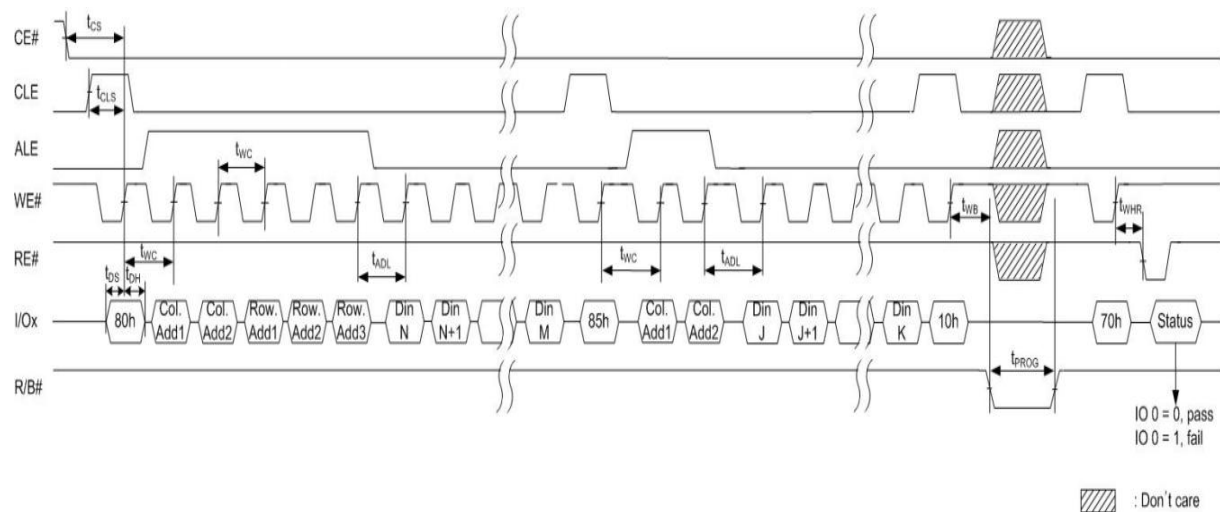 CE#
tCS
CLE
tCLS
ALE
tWC
WE#
tWB
tWHR
RE#
tWC
tADL
tWC
tADL
tDS
tDH
I/Ox
80h
Col. Add1
Col. Add2
Row. Add1
Row. Add2
Row. Add3
Din N
Din N+1
Din M
85h
Col. Add1
Col. Add2
Din J
Din J+1
Din K
10h
70h
Status
tPROG
R/B#
IO 0 = 0, pass
IO 0 = 1, fail
: Don´t care